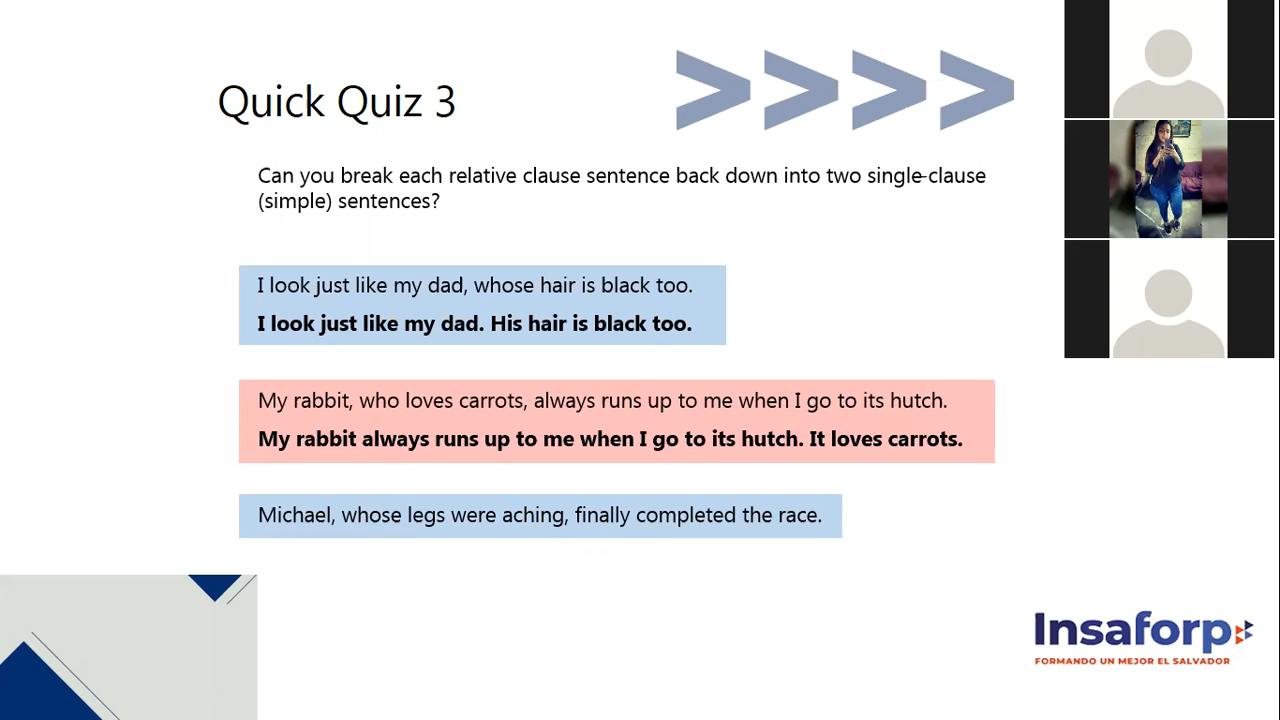 Quick Quiz 3
>>>>
Can you break each relative clause sentence back down into two single-clause
(simple) sentences?
I look just like my dad, whose hair is black too.
I look just like my dad. His hair is black too.
My rabbit, who loves carrots, always runs up to me when I go to its hutch.
My rabbit always runs up to me when I go to its hutch. It loves carrots.
Michael, whose legs were aching, finally completed the race.
Insaforp
FORMANDO UN MEJOR EL SALVADOR